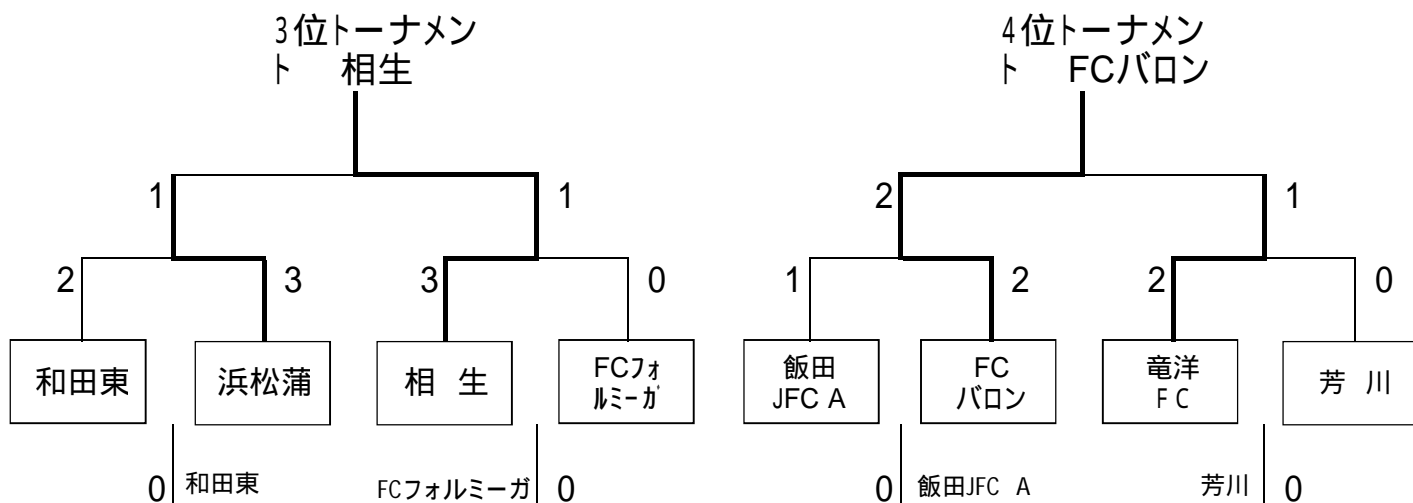 3位トーナメン
ト 相生
4位トーナメン
ト FCバロン
1
1
2
1
2
3
3
0
1
2
2
0
和田東
浜松蒲
相 生
FCフォ
ルミーガ
飯田
JFC A
FC
バロン
竜洋
FC
芳 川
0 和田東
FCフォルミーガ 0
0 飯田JFC A
芳川 0